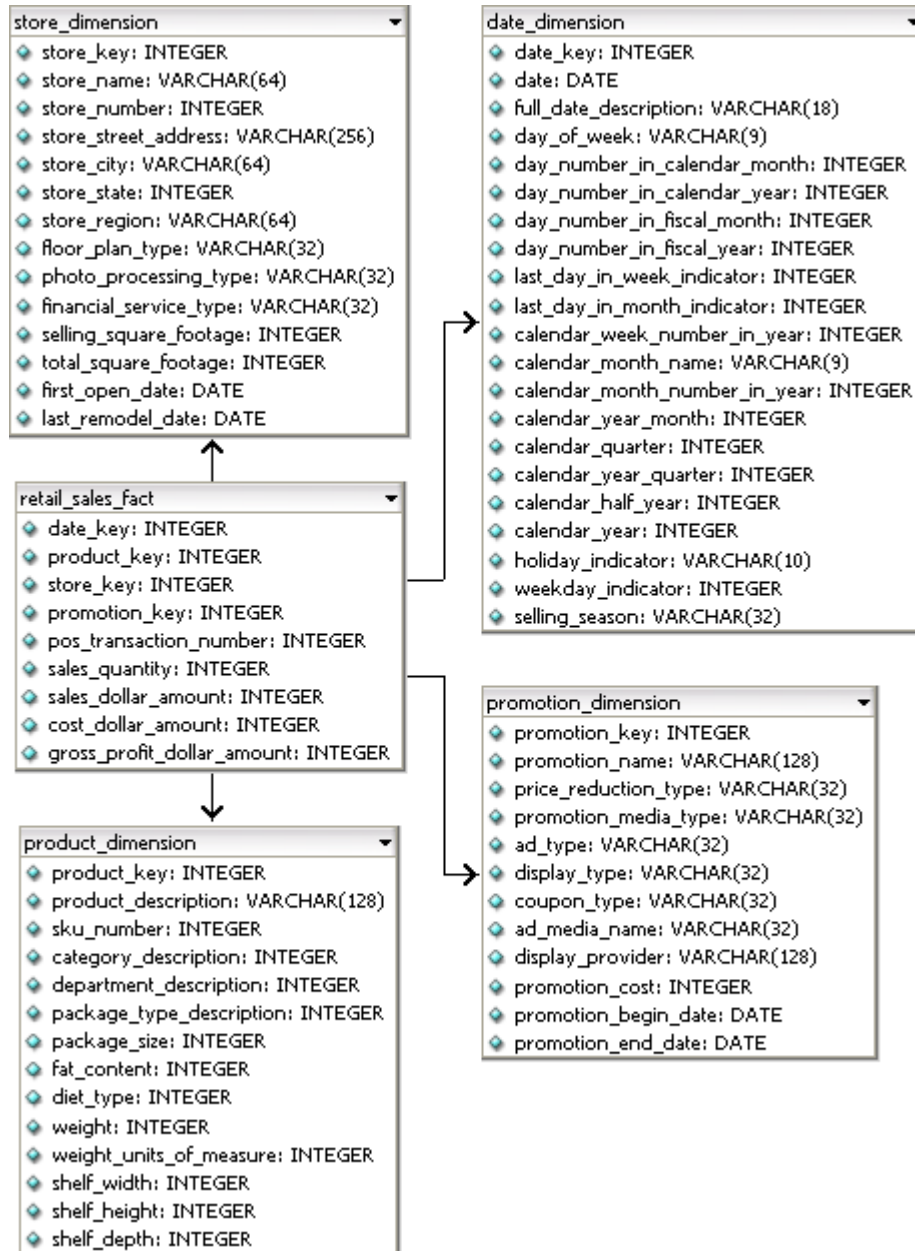 store_dimension
store_key: INTEGER
store_name: VARCHAR(64)
store_number: INTEGER
store_street_address: VARCHAR(256)
store_city: VARCHAR(64)
store_state: INTEGER
store_region: VARCHAR(64)
floor_plan_type: VARCHAR(32)
photo_processing_type: VARCHAR(32)
financial_service_type: VARCHAR(32)
selling_square_footage: INTEGER
total_square_footage: INTEGER
first_open_date: DATE
last_remodel_date: DATE
date_dimension
date_key: INTEGER
date: DATE
full_date_description: VARCHAR(18)
day_of_week: VARCHAR(9)
day_number_in_calendar_month: INTEGER
day_number_in_calendar_year: INTEGER
day_number_in_fiscal_month: INTEGER
day_number_in_fiscal_year: INTEGER
last_day_in_week_indicator: INTEGER
last_day_in_month_indicator: INTEGER
calendar_week_number_in_year: INTEGER
calendar_month_name: VARCHAR(9)
calendar_month_number_in_year: INTEGER
calendar_year_month: INTEGER
calendar_quarter: INTEGER
calendar_year_quarter: INTEGER
calendar_half_year: INTEGER
calendar_year: INTEGER
holiday_indicator: VARCHAR(10)
weekday_indicator: INTEGER
selling_season: VARCHAR(32)
retail_sales_fact
date_key: INTEGER
product_key: INTEGER
store_key: INTEGER
promotion_key: INTEGER
pos_transaction_number: INTEGER
sales_quantity: INTEGER
sales_dollar_amount: INTEGER
cost_dollar_amount: INTEGER
gross_profit_dollar_amount: INTEGER
promotion_dimension
promotion_key: INTEGER
promotion_name: VARCHAR(128)
price_reduction_type: VARCHAR(32)
promotion_media_type: VARCHAR(32)
ad_type: VARCHAR(32)
display_type: VARCHAR(32)
coupon_type: VARCHAR(32)
ad_media_name: VARCHAR(32)
display_provider: VARCHAR(128)
promotion_cost: INTEGER
promotion_begin_date: DATE
promotion_end_date: DATE
product_dimension
product_key: INTEGER
product_description: VARCHAR(128)
sku_number: INTEGER
category_description: INTEGER
department_description: INTEGER
package_type_description: INTEGER
package_size: INTEGER
fat_content: INTEGER
diet_type: INTEGER
weight: INTEGER
weight_units_of_measure: INTEGER
shelf_width: INTEGER
shelf_height: INTEGER
shelf_depth: INTEGER